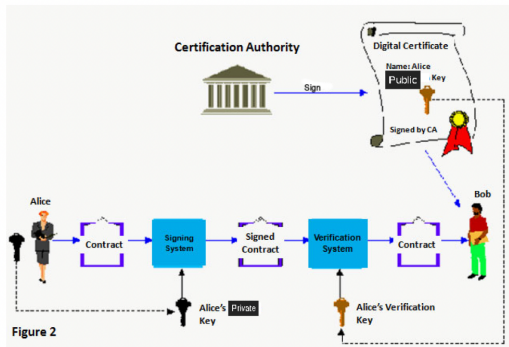 Certification Authority
Digital Certificate
Name: Alice
Public Key
Sign
Signed by CA
Alice
Bob
Contract
Signing
System
Signed
Contract
Verification
System
Contract
Alice's Private
Key
Alice's Verification
Key
Figure 2